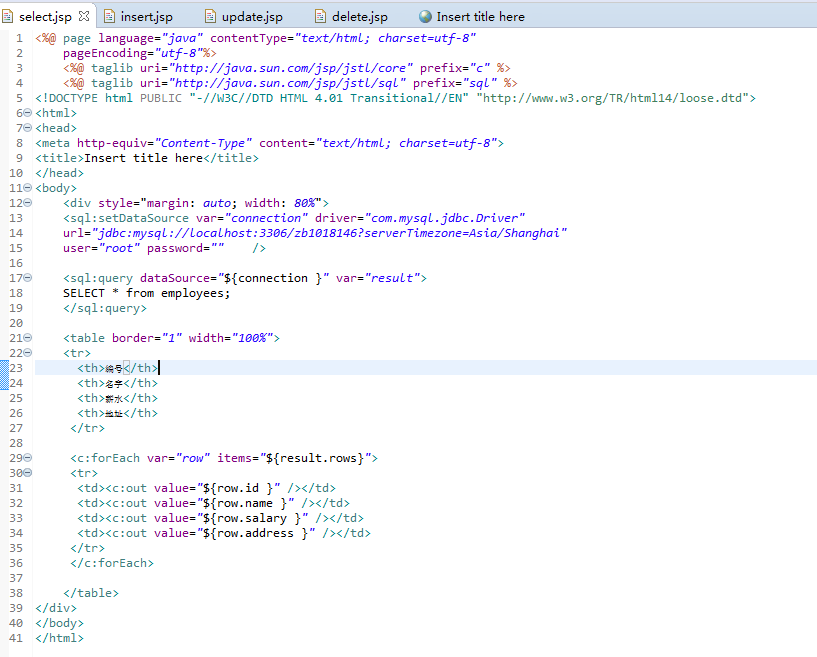 select.jsp insert.jsp update.jsp delete.jsp Insert title here
1 <%@ page language="java" contentType="text/html; charset=utf-8"
2 pageEncoding="utf-8"%>
3 <%@ taglib uri="http://java.sun.com/jsp/jstl/core" prefix="c" %>
4 <%@ taglib uri="http://java.sun.com/jsp/jstl/sql" prefix="sql" %>
5 <!DOCTYPE html PUBLIC "-//W3C//DTD HTML 4.01 Transitional//EN" "http://www.w3.org/TR/html14/loose.dtd">
6 <html>
7 <head>
8 <meta http-equiv="Content-Type" content="text/html; charset=utf-8">
9 <title>Insert title here</title>
10 </head>
11 <body>
12 <div style="margin: auto; width: 80%">
13 <sql:setDataSource var="connection" driver="com.mysql.jdbc.Driver"
14 url="jdbc:mysql://localhost:3306/zb1018146?serverTimezone=Asia/Shanghai"
15 user="root" password="" />
16
17 <sql:query dataSource="${connection }" var="result">
18 SELECT * from employees;
19 </sql:query>
20
21 <table border="1" width="100%">
22 <tr>
23 <th>编号</th>
24 <th>名字</th>
25 <th>薪水</th>
26 <th>地址</th>
27 </tr>
28
29 <c:forEach var="row" items="${result.rows}">
30 <tr>
31 <td><c:out value="${row.id }" /></td>
32 <td><c:out value="${row.name }" /></td>
33 <td><c:out value="${row.salary }" /></td>
34 <td><c:out value="${row.address }" /></td>
35 </tr>
36 </c:forEach>
37
38 </table>
39 </div>
40 </body>
41 </html>